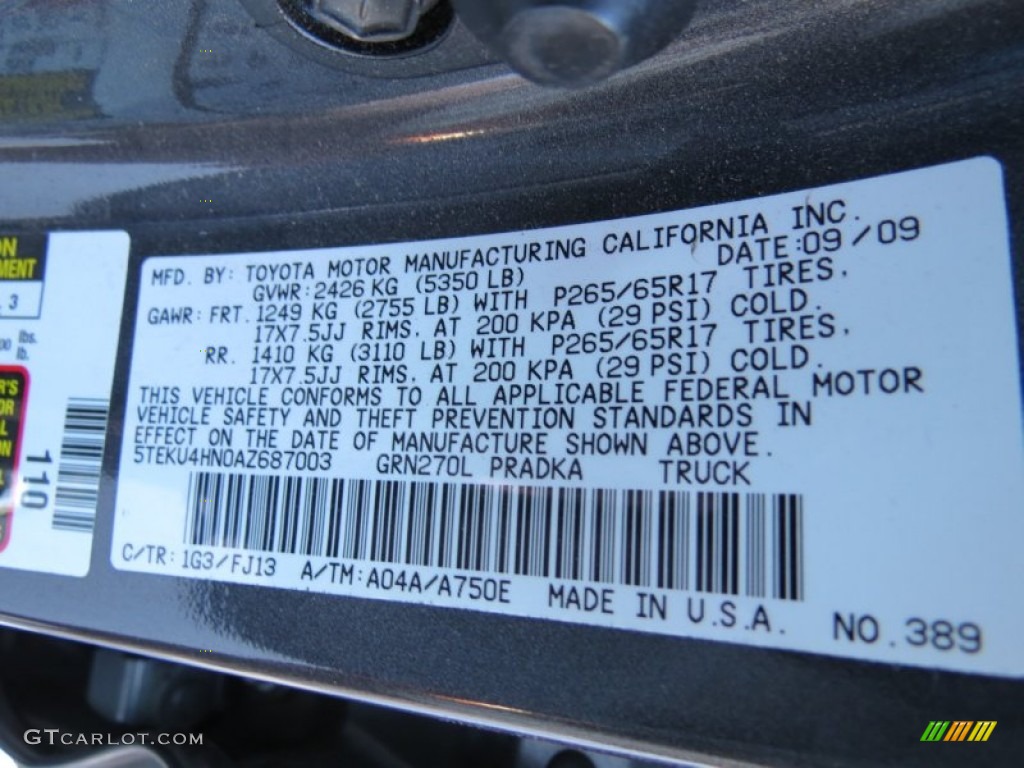 MFD. BY: TOYOTA MOTOR MANUFACTURING CALIFORNIA INC.
GVWR: 2426 KG (5350 LB) DATE: 09/09
GAWR: FRT. 1249 KG (2755 LB) WITH P265/65R17 TIRES,
17X7.5JJ RIMS, AT 200 KPA (29 PSI) COLD.
RR. 1410 KG (3110 LB) WITH P265/65R17 TIRES,
17X7.5JJ RIMS, AT 200 KPA (29 PSI) COLD.
THIS VEHICLE CONFORMS TO ALL APPLICABLE FEDERAL MOTOR
VEHICLE SAFETY AND THEFT PREVENTION STANDARDS IN
EFFECT ON THE DATE OF MANUFACTURE SHOWN ABOVE.
5TEKU4HN0AZ687003 GRN270L PRADKA TRUCK
C/TR: 1G3/FJ13 A/TM: A04A/A750E MADE IN U.S.A. NO. 389
3
lbs.
lb.
110
GTCARLOT.COM